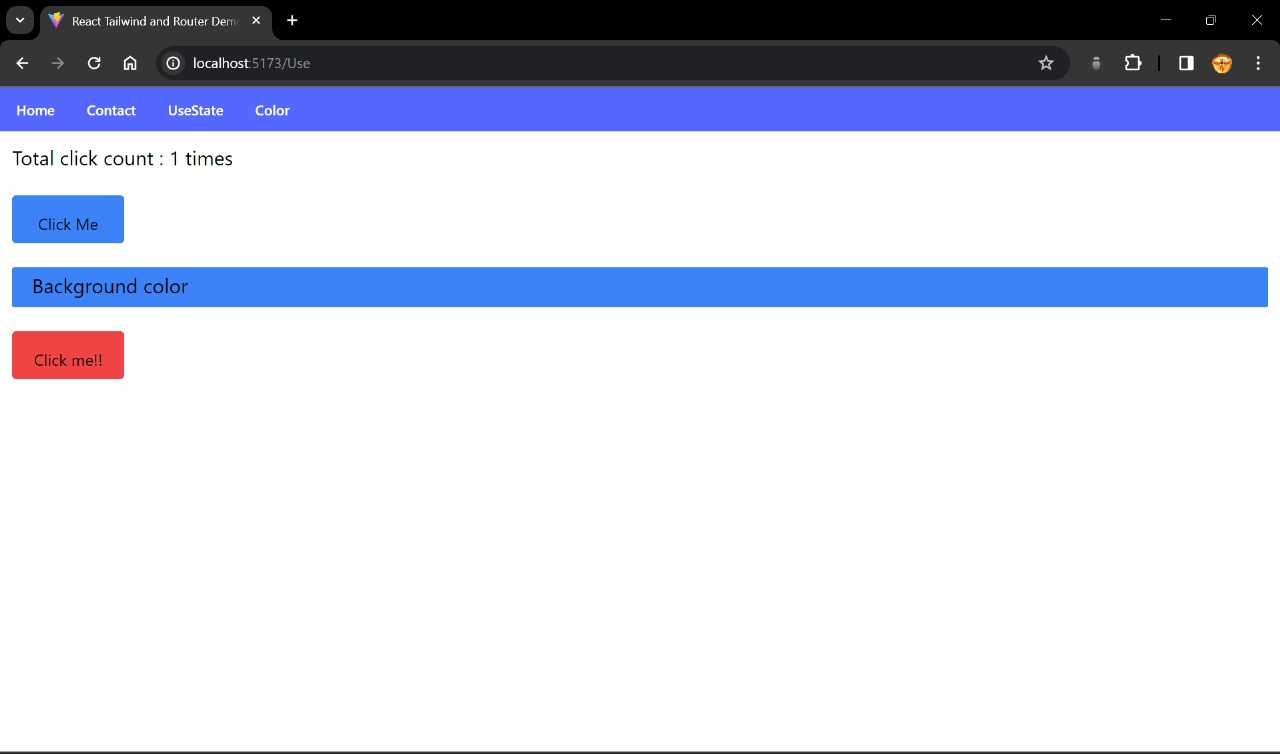 React Tailwind and Router Dem
localhost:5173/Use
Home Contact UseState Color
Total click count : 1 times
Click Me
Background color
Click me!!